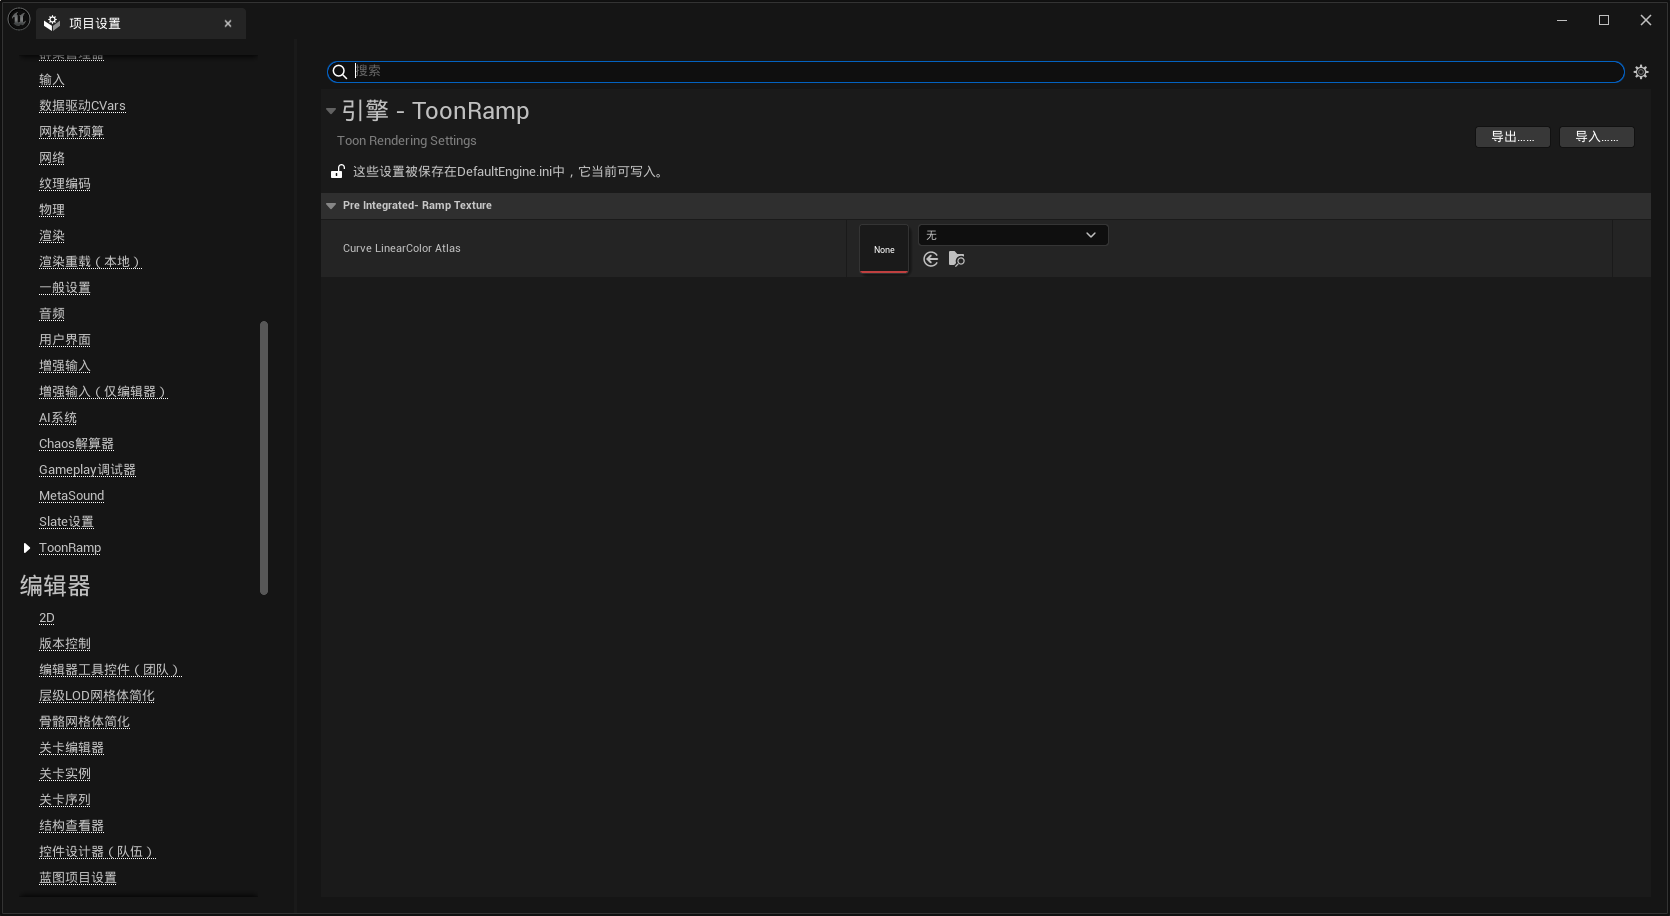 项目设置
输入
数据驱动CVars
网格体预算
网络
纹理编码
物理
渲染
渲染重载（本地）
一般设置
音频
用户界面
增强输入
增强输入（仅编辑器）
AI系统
Chaos解算器
Gameplay调试器
MetaSound
Slate设置
ToonRamp
编辑器
2D
版本控制
编辑器工具控件（团队）
层级LOD网格体简化
骨骼网格体简化
关卡编辑器
关卡实例
关卡序列
结构查看器
控件设计器（队伍）
蓝图项目设置
搜索
引擎 - ToonRamp
Toon Rendering Settings
导出......
导入......
这些设置被保存在DefaultEngine.ini中，它当前可写入。
Pre Integrated- Ramp Texture
Curve LinearColor Atlas
None
无